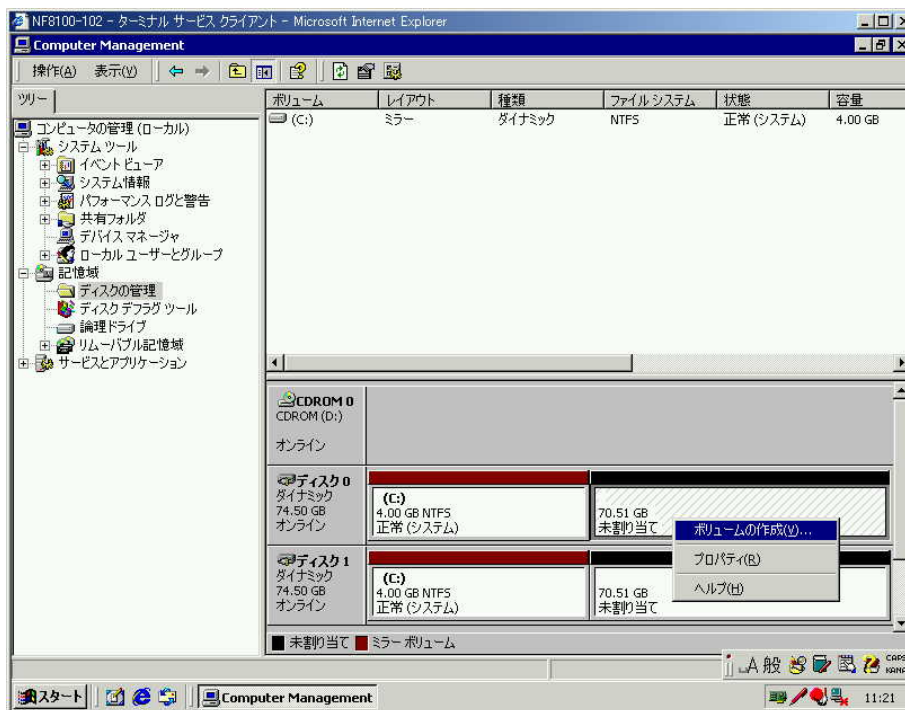 NF8100-102 - ターミナル サービス クライアント - Microsoft Internet Explorer
Computer Management
操作(A) 表示(V)
ツリー
コンピュータの管理 (ローカル)
システム ツール
イベント ビューア
システム情報
パフォーマンス ログと警告
共有フォルダ
デバイス マネージャ
ローカル ユーザーとグループ
記憶域
ディスクの管理
ディスク デフラグ ツール
論理ドライブ
リムーバブル記憶域
サービスとアプリケーション
ボリューム レイアウト 種類 ファイル システム 状態 容量
(C:) ミラー ダイナミック NTFS 正常 (システム) 4.00 GB
CDROM 0
CDROM (D:)
オンライン
ディスク 0
ダイナミック
74.50 GB
オンライン
(C:)
4.00 GB NTFS
正常 (システム)
70.51 GB
未割り当て
ボリュームの作成(V)...
プロパティ(R)
ヘルプ(H)
ディスク 1
ダイナミック
74.50 GB
オンライン
(C:)
4.00 GB NTFS
正常 (システム)
70.51 GB
未割り当て
未割り当て ミラー ボリューム
A 般 CAPS
KANA
スタート Computer Management 11:21